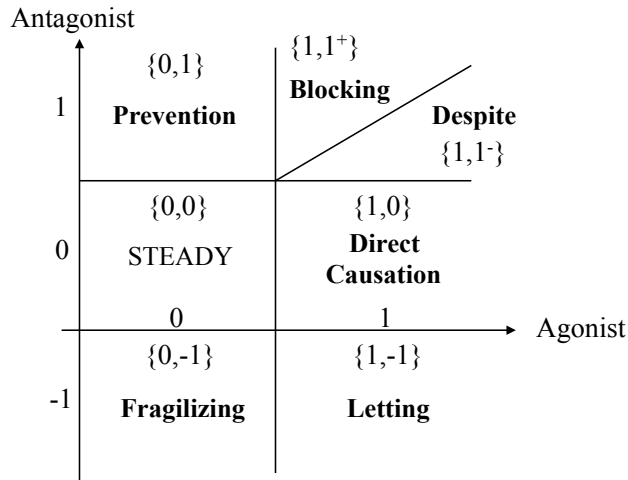 Antagonist
{0,1}
{1,1⁺}
1
Prevention
Blocking
Despite
{1,1⁻}
{0,0}
{1,0}
0
STEADY
Direct
Causation
0
1
Agonist
{0,-1}
{1,-1}
-1
Fragilizing
Letting